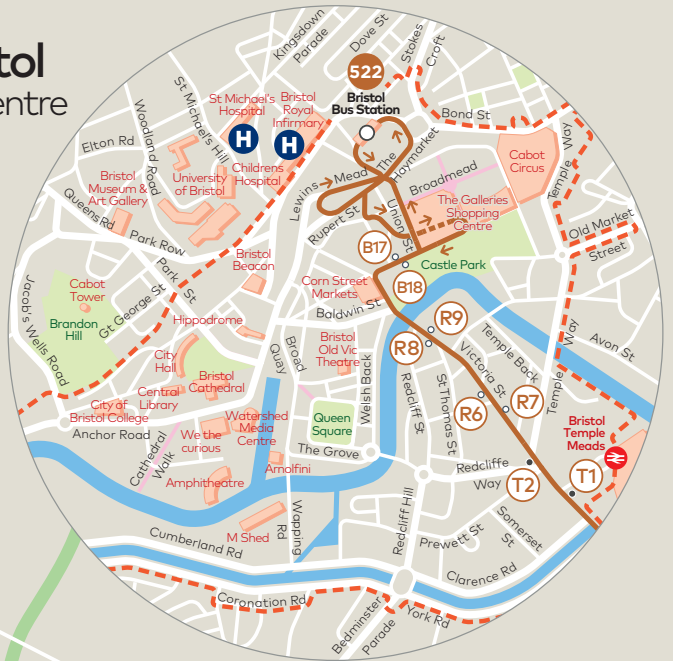 tol
entre
Kingsdown
Parade
Dove St
Stokes
Croft
522
Bristol
Bus Station
St Michael's
Hospital
Bristol
Royal
Infirmary
H
H
Childrens
Hospital
St Michael's Hill
Woodland Road
Elton Rd
Bristol
Museum &
Art Gallery
University
of Bristol
Queens Rd
Park Row
Bond St
Cabot
Circus
Temple Way
The
Haymarket
Lewins Mead
Broadmead
The Galleries
Shopping
Centre
Union St
Rupert St
Old Market
Street
B17
B18
Castle Park
Bristol
Beacon
Park St
Cabot
Tower
Brandon
Hill
Jacob's Wells Road
Gt George St
Corn Street
Markets
Baldwin St
Hippodrome
R9
R8
Victoria St
Temple Back
Temple Way
Avon St
City
Hall
Quay
Broad
Bristol
Old Vic
Theatre
Welsh Back
Redcliff St
St Thomas St
R6
R7
Bristol
Cathedral
Central
Library
City of
Bristol College
Anchor Road
Cathedral
Walk
We the
curious
Watershed
Media
Centre
Queen
Square
The Grove
Bristol
Temple
Meads
Redcliffe
Way
T2
T1
Amphitheatre
Arnolfini
M Shed
Wapping
Rd
Redcliff Hill
Prewett St
Somerset
St
Cumberland Rd
Clarence Rd
Coronation Rd
Bedminster
Parade
York Rd